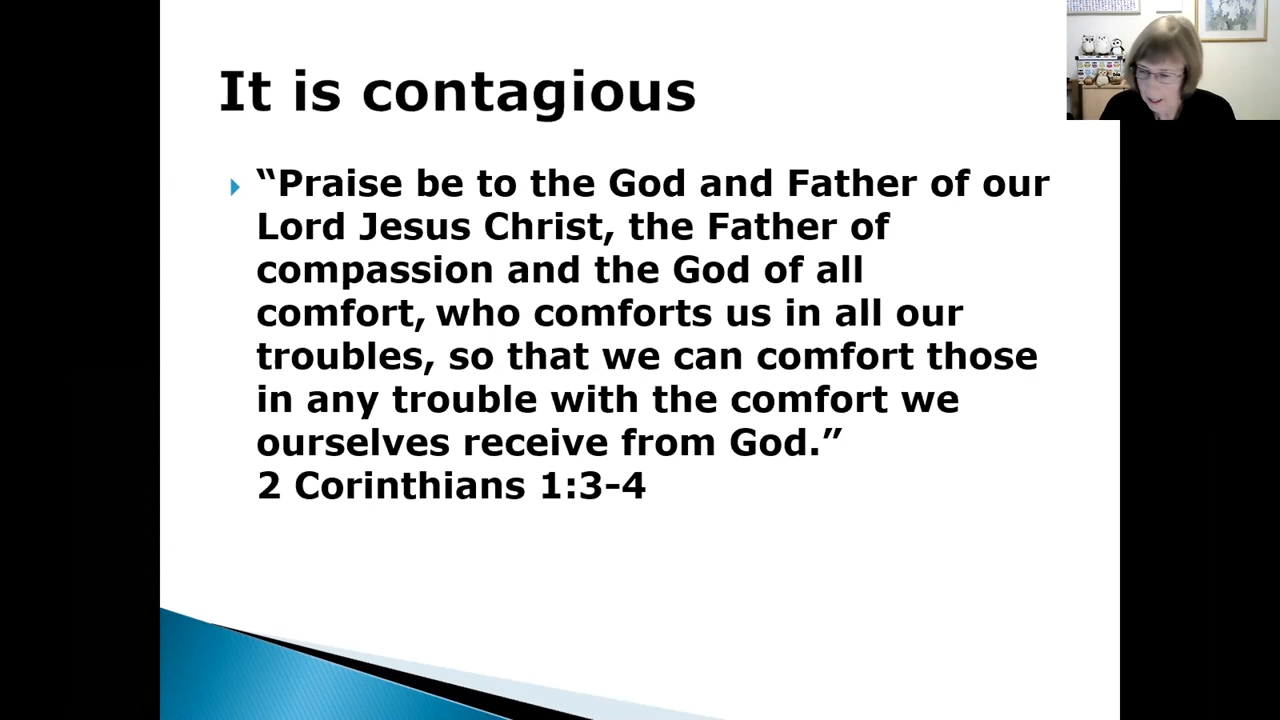 It is contagious
“Praise be to the God and Father of our
Lord Jesus Christ, the Father of
compassion and the God of all
comfort, who comforts us in all our
troubles, so that we can comfort those
in any trouble with the comfort we
ourselves receive from God.”
2 Corinthians 1:3-4